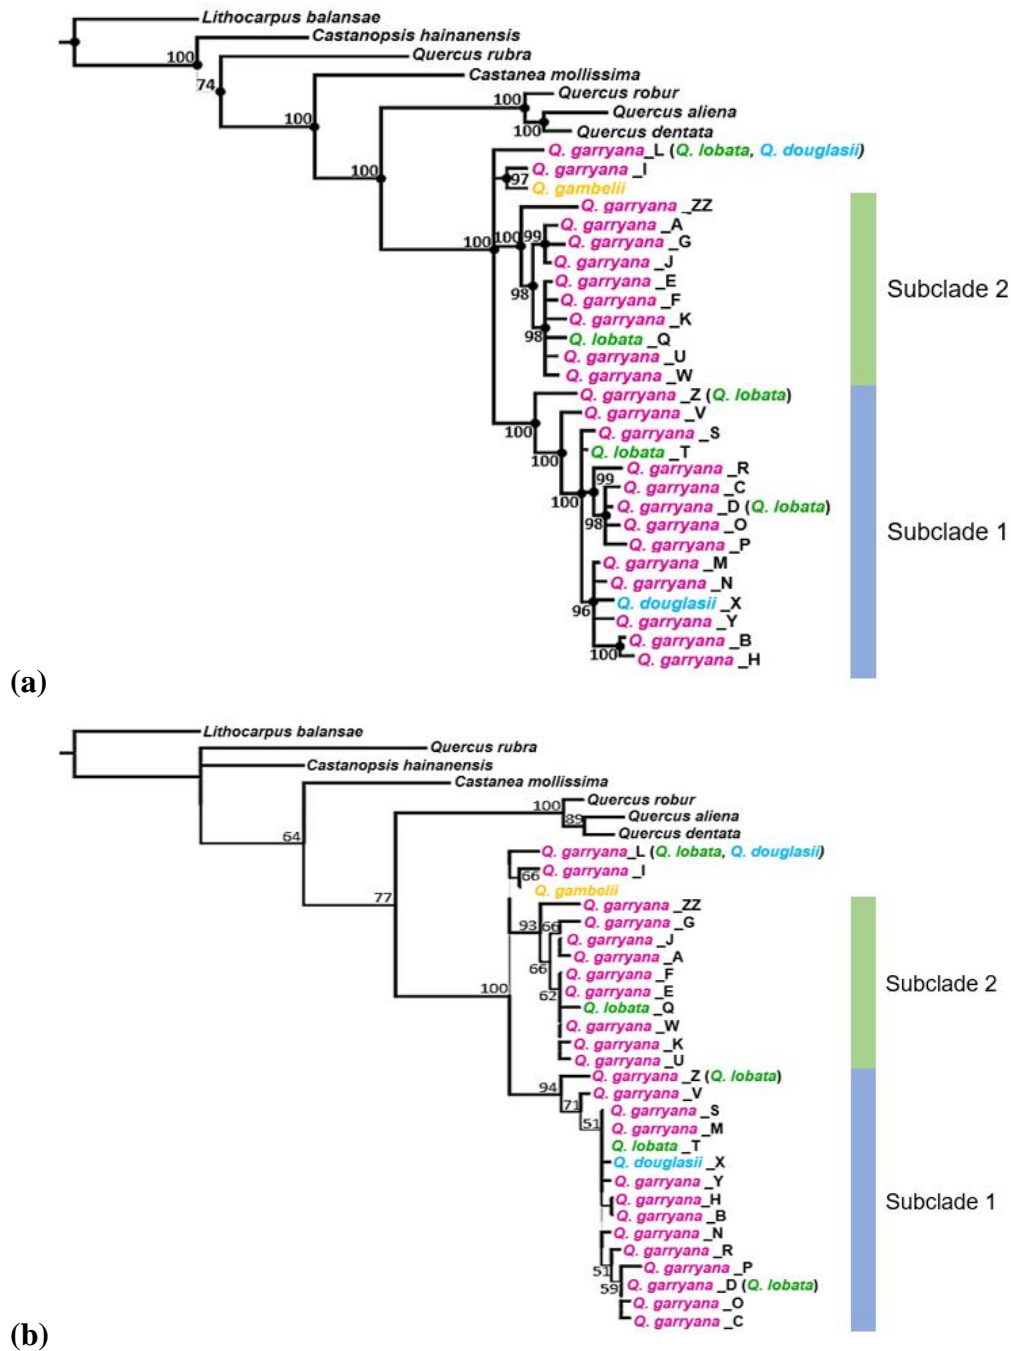 Lithocarpus balansae
Castanopsis hainanensis
100
Quercus rubra
74
Castanea mollissima
100
Quercus robur
100
Quercus aliena
100
Quercus dentata
Q. garryana_L (Q. lobata, Q. douglasii)
100
Q. garryana _I
97
Q. gambelii
Q. garryana _ZZ
Q. garryana _A
100
100
99
Q. garryana _G
Q. garryana _J
Q. garryana _E
98
Q. garryana _F
Q. garryana _K
98
Q. lobata _Q
Q. garryana _U
Q. garryana _W
Subclade 2
Q. garryana _Z (Q. lobata)
Q. garryana _V
100
Q. garryana _S
Q. lobata _T
100
Q. garryana _R
99
Q. garryana _C
100
Q. garryana _D (Q. lobata)
98
Q. garryana _O
Q. garryana _P
Q. garryana _M
Q. garryana _N
Q. douglasii _X
96
Q. garryana _Y
Q. garryana _B
100
Q. garryana _H
Subclade 1
(a)
Lithocarpus balansae
Quercus rubra
Castanopsis hainanensis
Castanea mollissima
Quercus robur
100
Quercus aliena
89
Quercus dentata
64
Q. garryana_L (Q. lobata, Q. douglasii)
Q. garryana _I
66
Q. gambelii
77
Q. garryana _ZZ
Q. garryana _G
93
66
Q. garryana _J
Q. garryana _A
66
Q. garryana _F
Q. garryana _E
100
62
Q. lobata _Q
Q. garryana _W
Q. garryana _K
Q. garryana _U
Subclade 2
Q. garryana _Z (Q. lobata)
94
Q. garryana _V
71
Q. garryana _S
51
Q. garryana _M
Q. lobata _T
Q. douglasii _X
Q. garryana _Y
Q. garryana_H
Q. garryana _B
Q. garryana _N
Q. garryana _R
51
Q. garryana _P
59
Q. garryana _D (Q. lobata)
Q. garryana _O
Q. garryana _C
Subclade 1
(b)